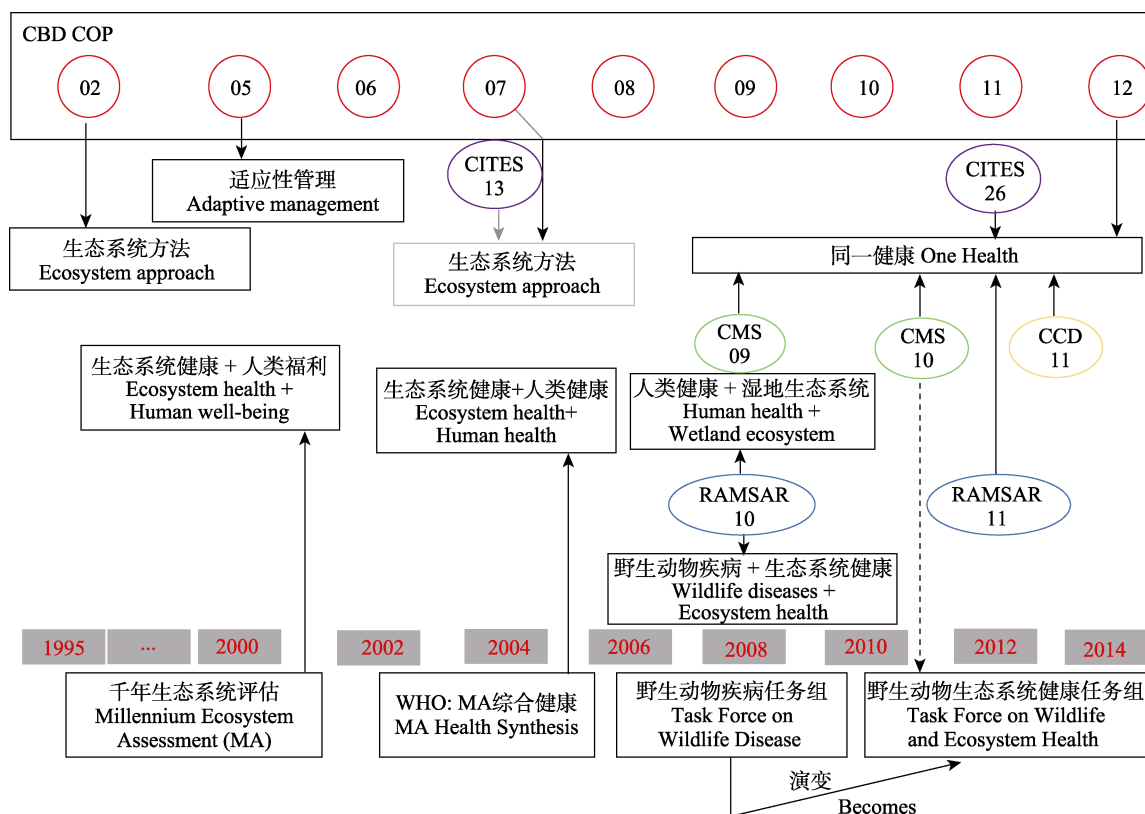 CBD COP
02
05
06
07
08
09
10
11
12
CITES
13
CITES
26
适应性管理
Adaptive management
生态系统方法
Ecosystem approach
生态系统方法
Ecosystem approach
同一健康 One Health
CMS
09
CMS
10
CCD
11
生态系统健康 + 人类福利
Ecosystem health +
Human well-being
生态系统健康+人类健康
Ecosystem health+
Human health
人类健康 + 湿地生态系统
Human health +
Wetland ecosystem
RAMSAR
10
RAMSAR
11
野生动物疾病 + 生态系统健康
Wildlife diseases +
Ecosystem health
1995
...
2000
2002
2004
2006
2008
2010
2012
2014
千年生态系统评估
Millennium Ecosystem
Assessment (MA)
WHO: MA综合健康
MA Health Synthesis
野生动物疾病任务组
Task Force on
Wildlife Disease
野生动物生态系统健康任务组
Task Force on Wildlife
and Ecosystem Health
演变
Becomes